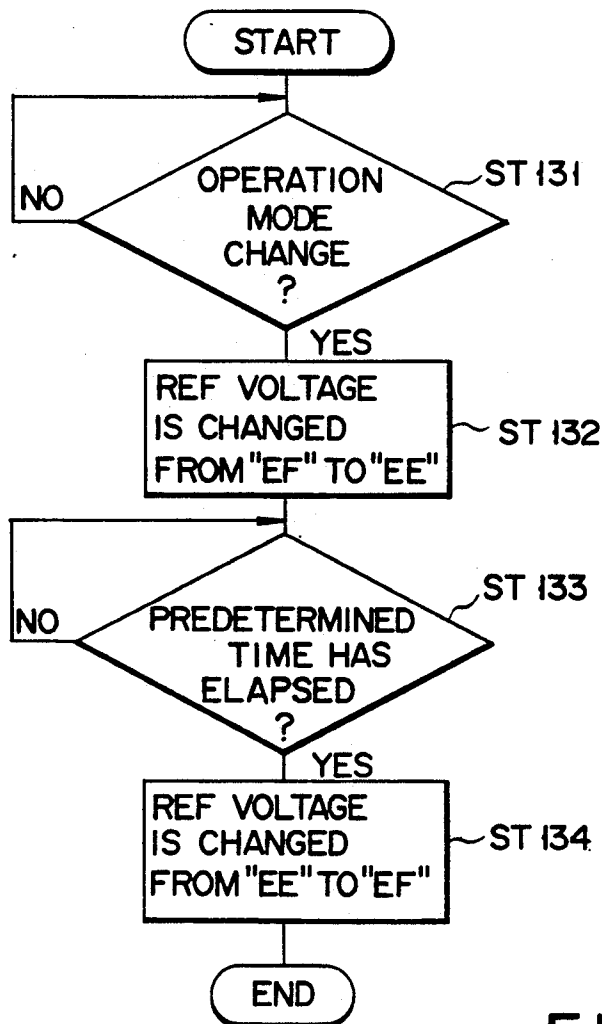 START
OPERATION
MODE
CHANGE
?
ST 131
NO
YES
REF VOLTAGE
IS CHANGED
FROM "EF" TO "EE"
ST 132
PREDETERMINED
TIME HAS
ELAPSED
?
ST 133
NO
YES
REF VOLTAGE
IS CHANGED
FROM "EE" TO "EF"
ST 134
END